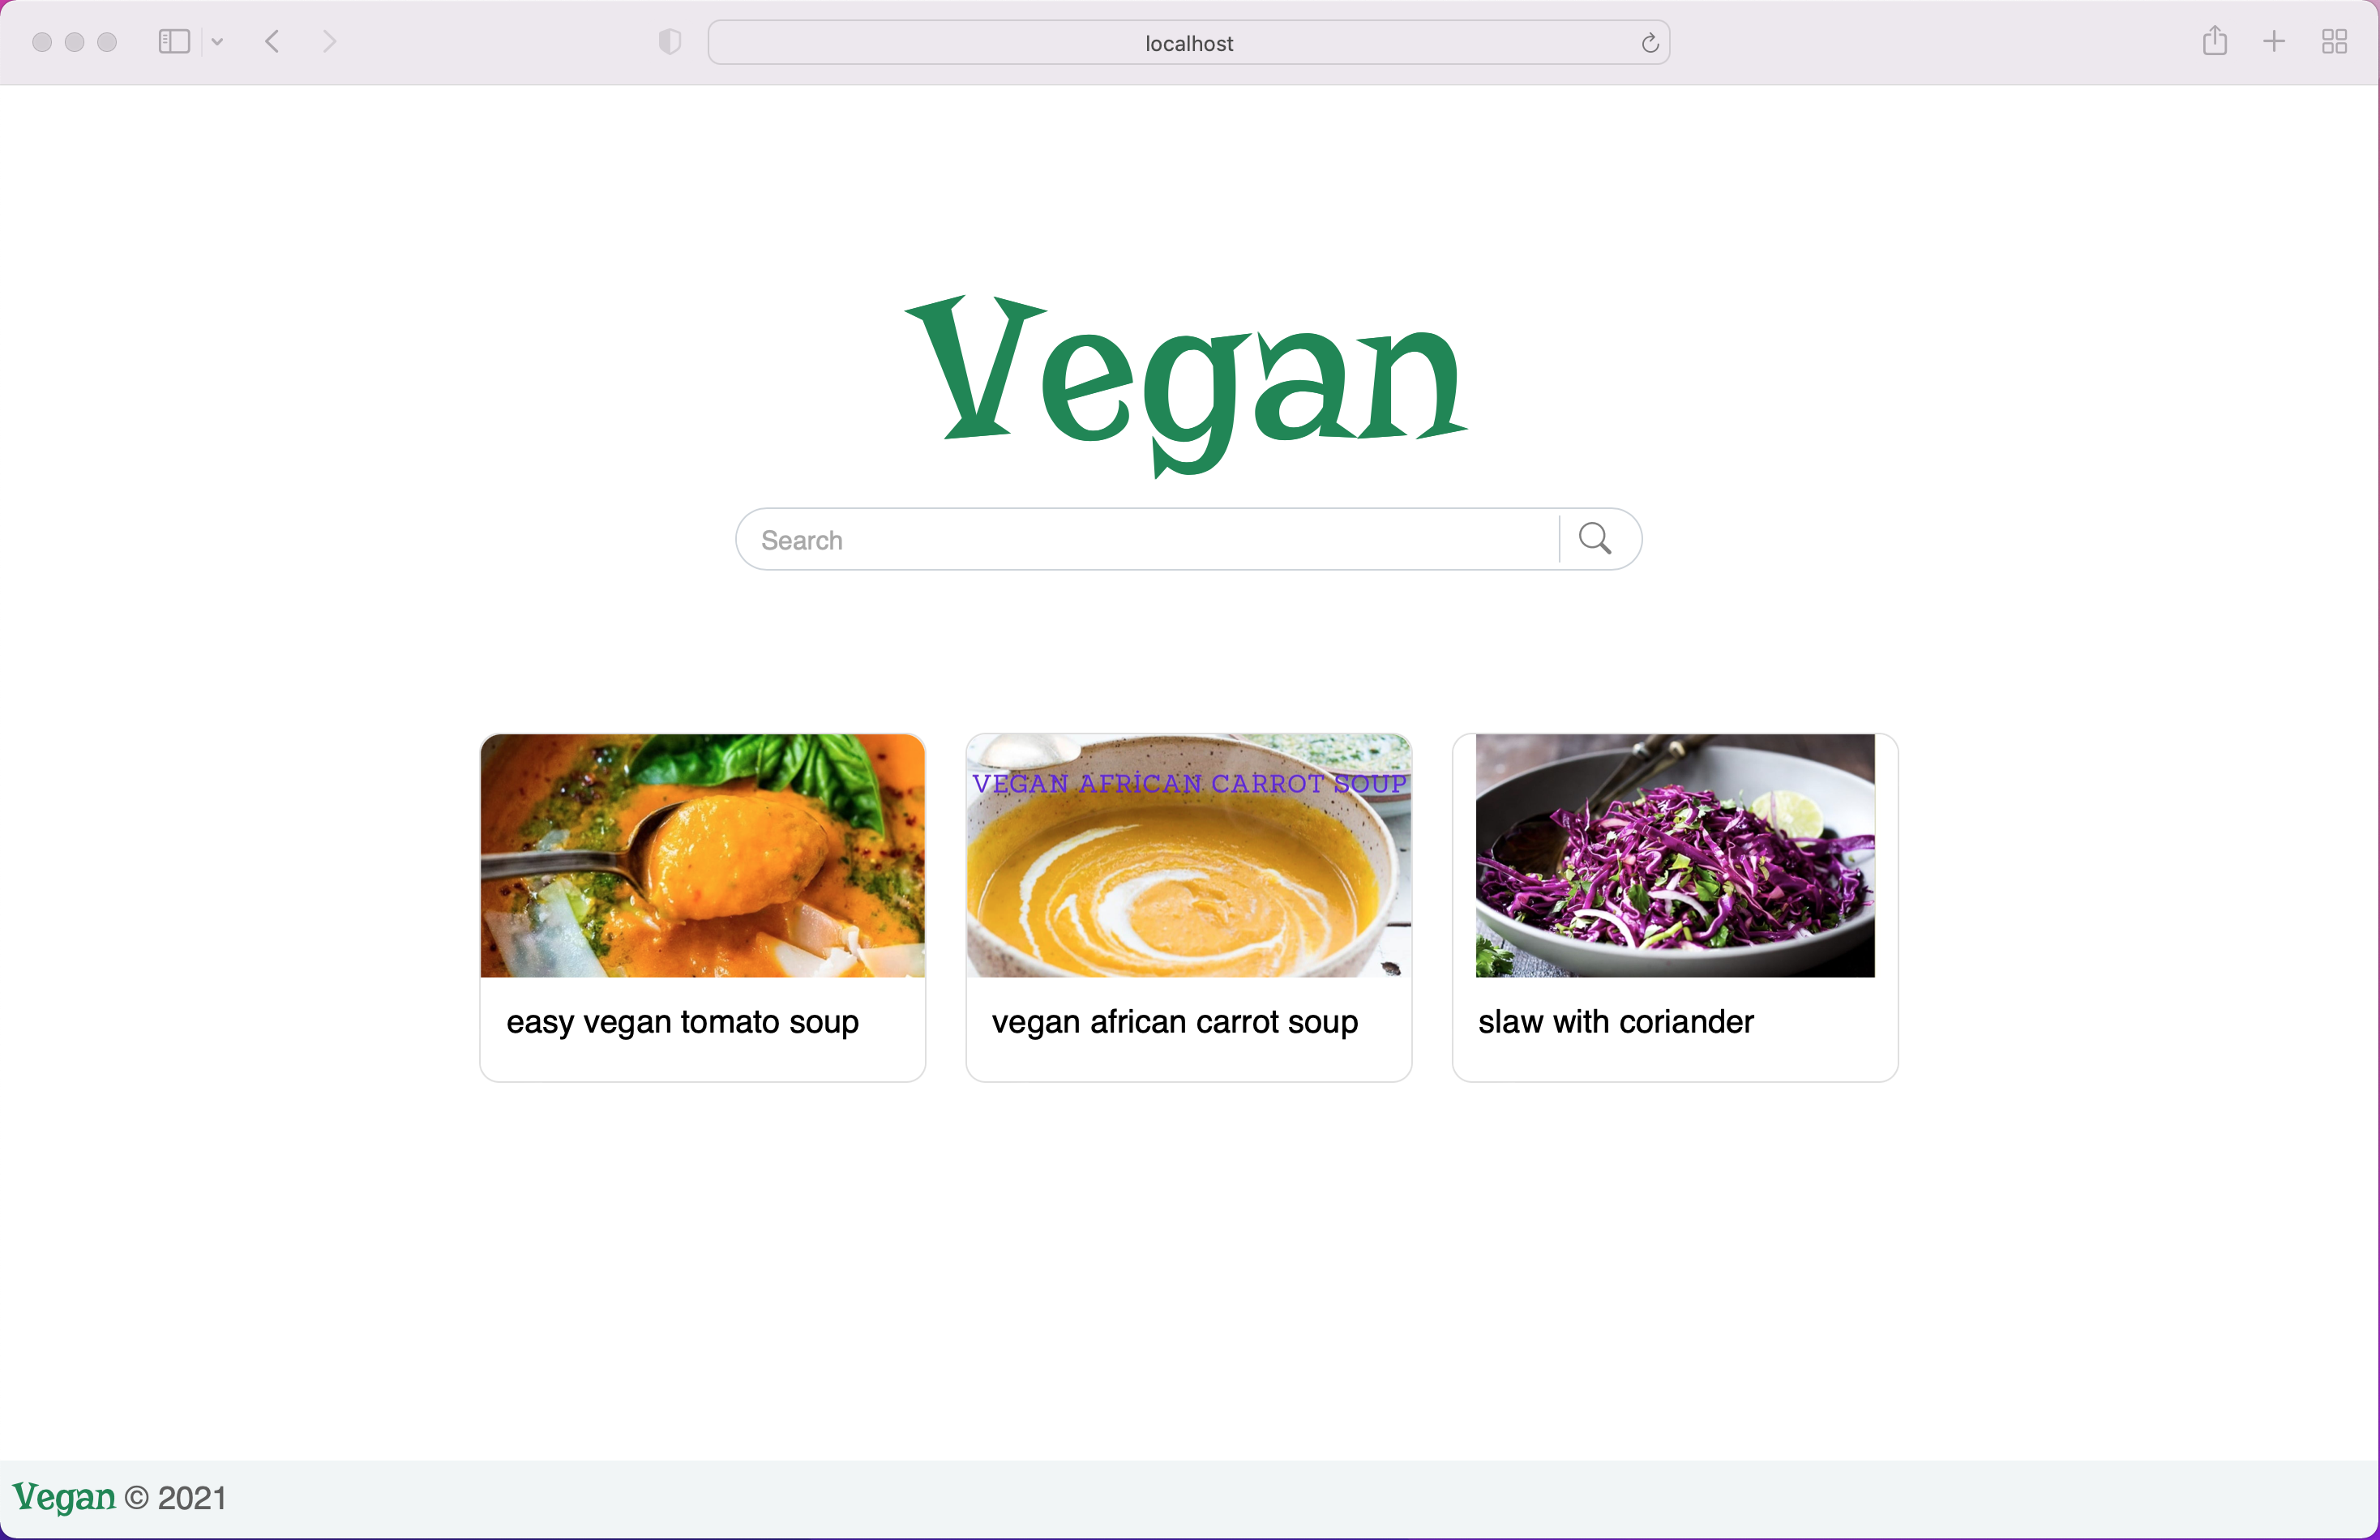 localhost
Vegan
Search
VEGAN AFRICAN CARROT SOUP
easy vegan tomato soup
vegan african carrot soup
slaw with coriander
Vegan © 2021